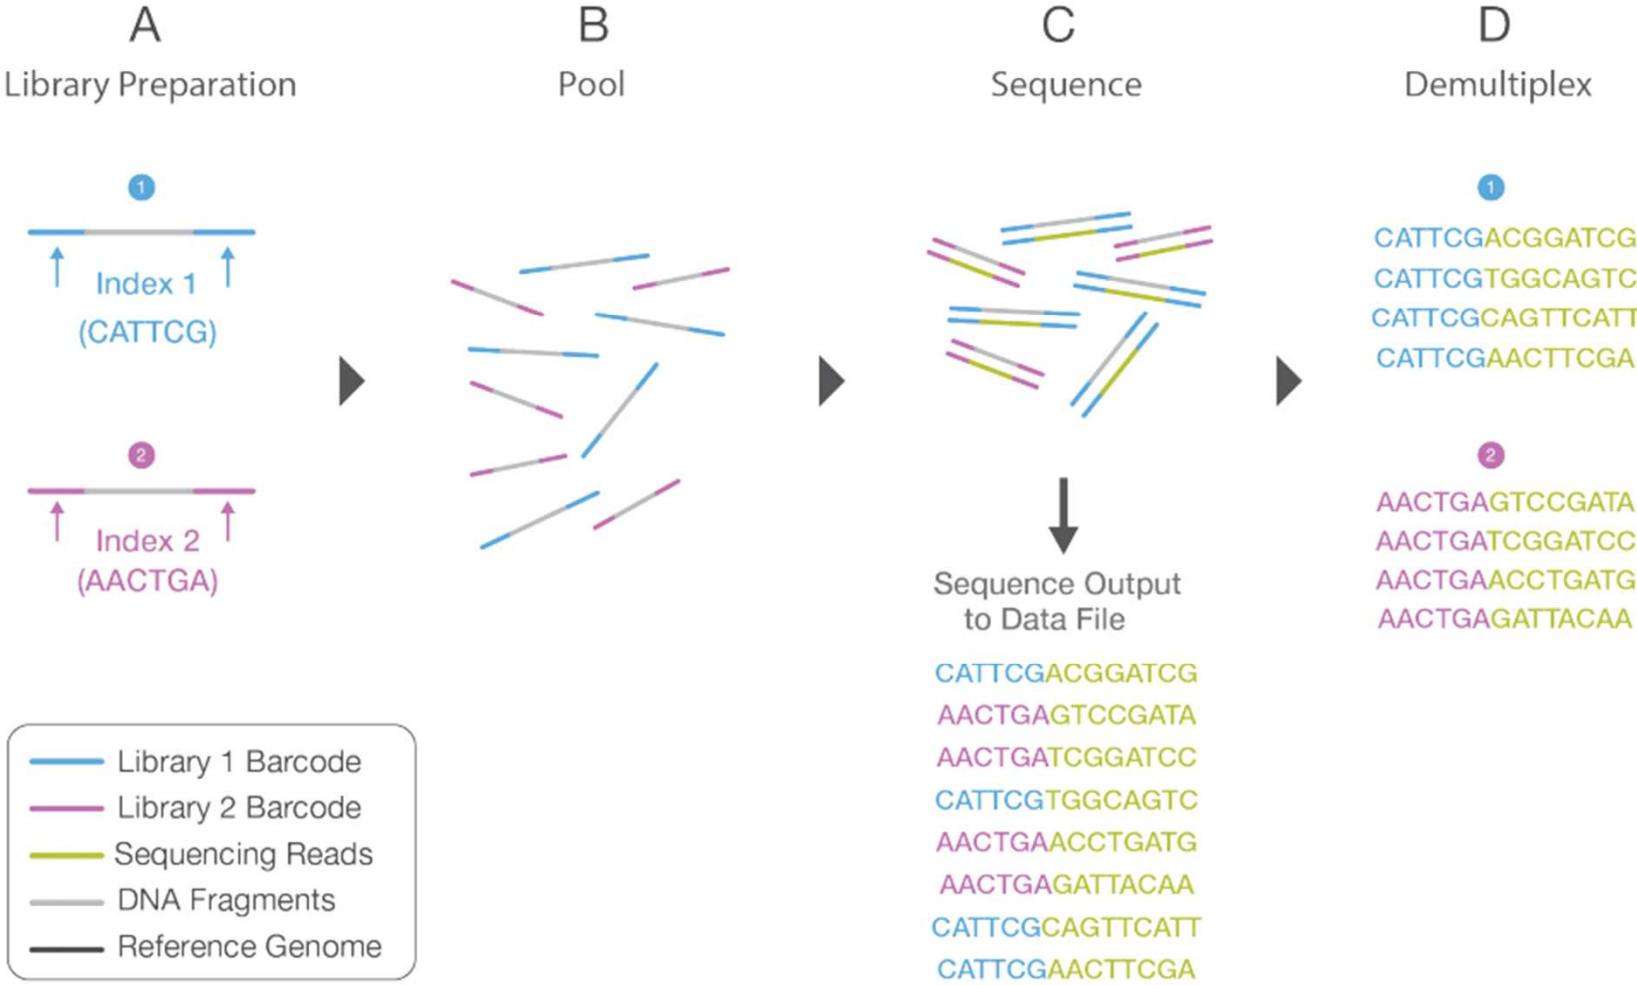 A
Library Preparation
1
Index 1
(CATTCG)
2
Index 2
(AACTGA)
Library 1 Barcode
Library 2 Barcode
Sequencing Reads
DNA Fragments
Reference Genome
B
Pool
C
Sequence
Sequence Output
to Data File
CATTCGACGGATCG
AACTGAGTCCGATA
AACTGATCGGATCC
CATTCGTGGCAGTC
AACTGAACCTGATG
AACTGAGATTACAA
CATTCGCAGTTCATT
CATTCGAACTTCGA
D
Demultiplex
1
CATTCGACGGATCG
CATTCGTGGCAGTC
CATTCGCAGTTCATT
CATTCGAACTTCGA
2
AACTGAGTCCGATA
AACTGATCGGATCC
AACTGAACCTGATG
AACTGAGATTACAA